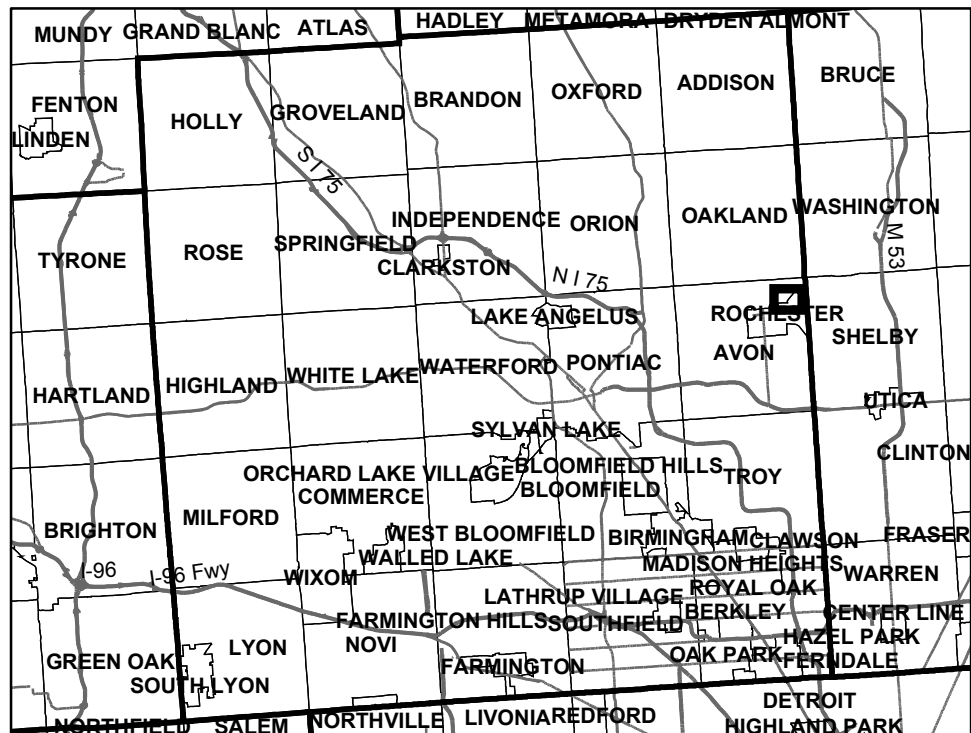 MUNDY
GRAND BLANC
ATLAS
HADLEY
METAMORA
DRYDEN
ALMONT
FENTON
LINDEN
HOLLY
GROVELAND
BRANDON
OXFORD
ADDISON
BRUCE
S I 75
TYRONE
ROSE
SPRINGFIELD
INDEPENDENCE
CLARKSTON
ORION
OAKLAND
WASHINGTON
M 53
N I 75
LAKE ANGELUS
ROCHESTER
AVON
SHELBY
HARTLAND
HIGHLAND
WHITE LAKE
WATERFORD
PONTIAC
UTICA
SYLVAN LAKE
CLINTON
ORCHARD LAKE VILLAGE
BLOOMFIELD HILLS
COMMERCE
BLOOMFIELD
TROY
BRIGHTON
MILFORD
WEST BLOOMFIELD
BIRMINGHAM
CLAWSON
FRASER
WALLED LAKE
MADISON HEIGHTS
I-96
I-96 Fwy
WIXOM
WARREN
LATHRUP VILLAGE
ROYAL OAK
BERKLEY
CENTER LINE
FARMINGTON HILLS
SOUTHFIELD
HAZEL PARK
LYON
NOVI
GREEN OAK
FARMINGTON
OAK PARK
FERNDALE
SOUTH LYON
DETROIT
NORTHFIELD
SALEM
NORTHVILLE
LIVONIA
REDFORD
HIGHLAND PARK